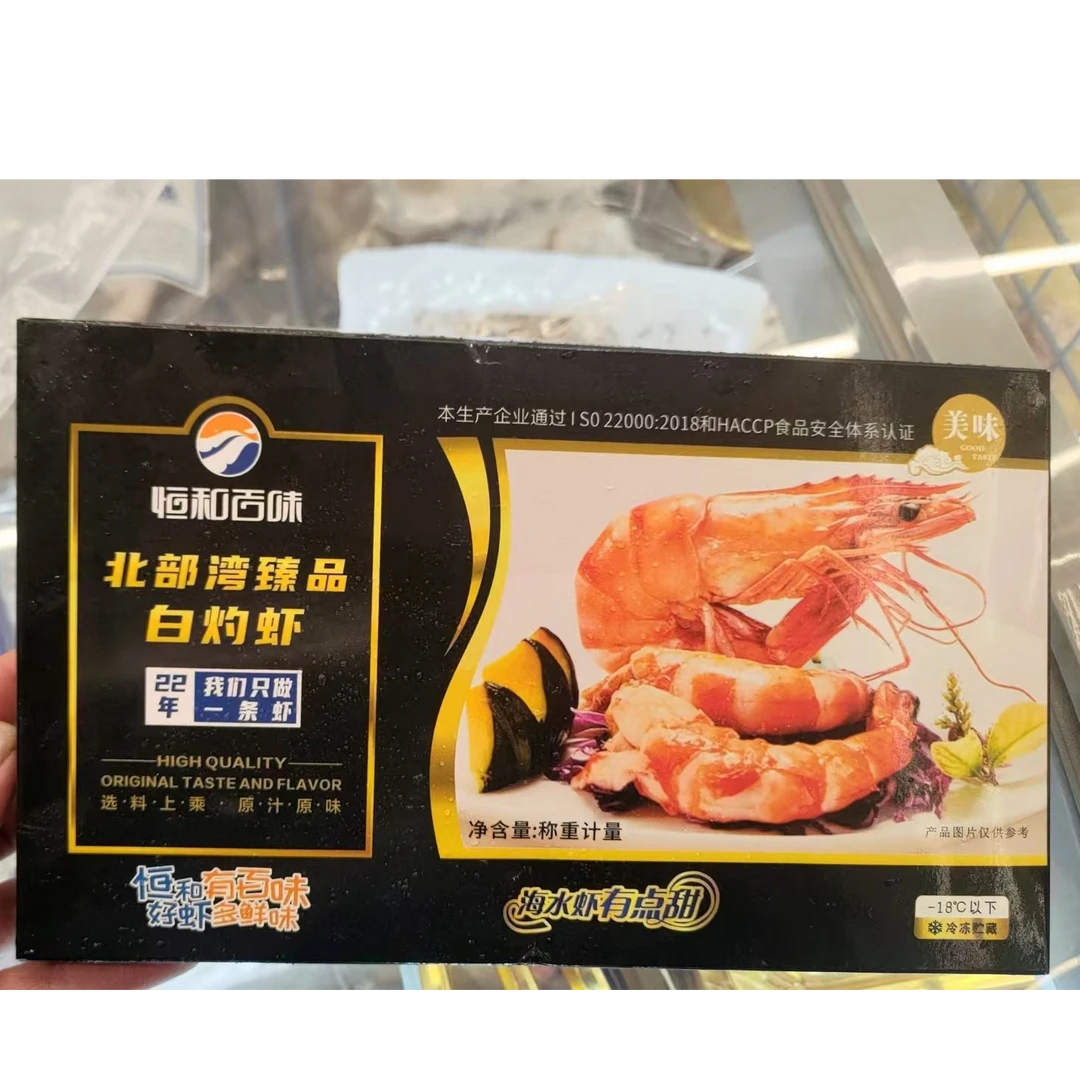 本生产企业通过ISO 22000:2018和HACCP食品安全体系认证
美味
GOOD
TASTE
恒和百味
北部湾臻品
白灼虾
22年
我们只做
一条虾
HIGH QUALITY
ORIGINAL TASTE AND FLAVOR
选·料·上·乘 原·汁·原·味
净含量:称重计量
产品图片仅供参考
恒和有百味
好虾多鲜味
海水虾有点甜
-18℃以下
冷冻贮藏